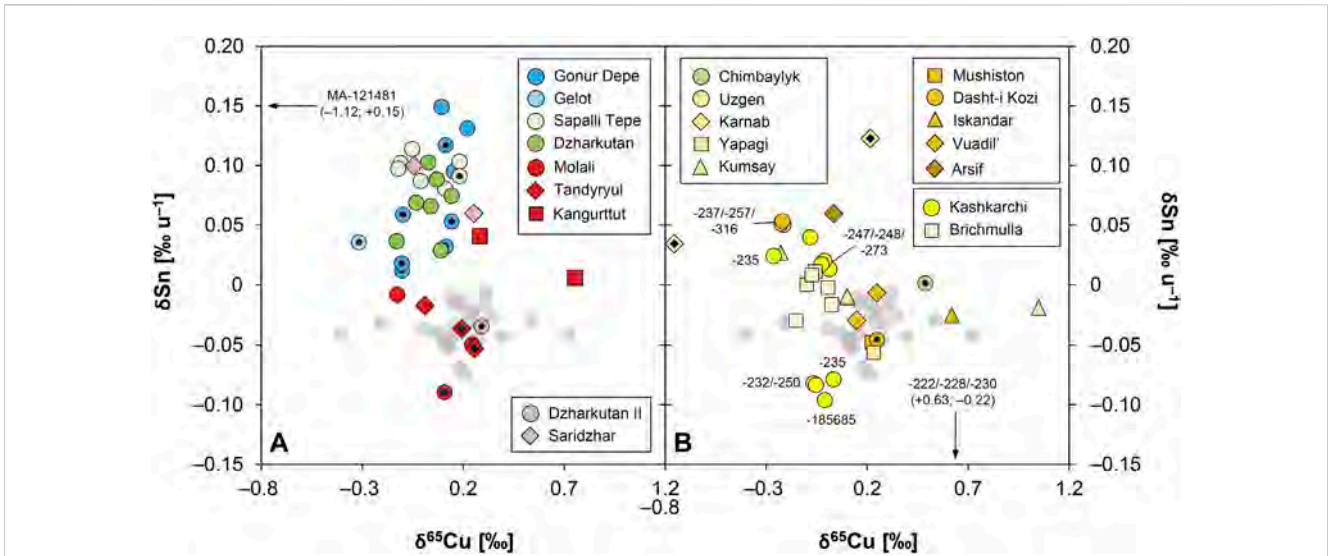 0.20
0.15
0.10
0.05
0
–0.05
–0.10
–0.15
δSn [‰ u⁻¹]
MA-121481
(–1.12; +0.15)
Gonur Depe
Gelot
Sapalli Tepe
Dzharkutan
Molali
Tandyryul
Kangurttut
Dzharkutan II
Saridzhar
A
–0.8
–0.3
0.2
0.7
1.2
–0.8
δ⁶⁵Cu [‰]
Chimbaylyk
Uzgen
Karnab
Yapagi
Kumsay
Mushiston
Dasht-i Kozi
Iskandar
Vuadil'
Arsif
Kashkarchi
Brichmulla
-237/-257/
-316
-247/-248/
-273
-235
-235
-232/-250
-185685
-222/-228/-230
(+0.63; –0.22)
B
–0.3
0.2
0.7
1.2
δ⁶⁵Cu [‰]
0.20
0.15
0.10
0.05
0
–0.05
–0.10
–0.15
δSn [‰ u⁻¹]